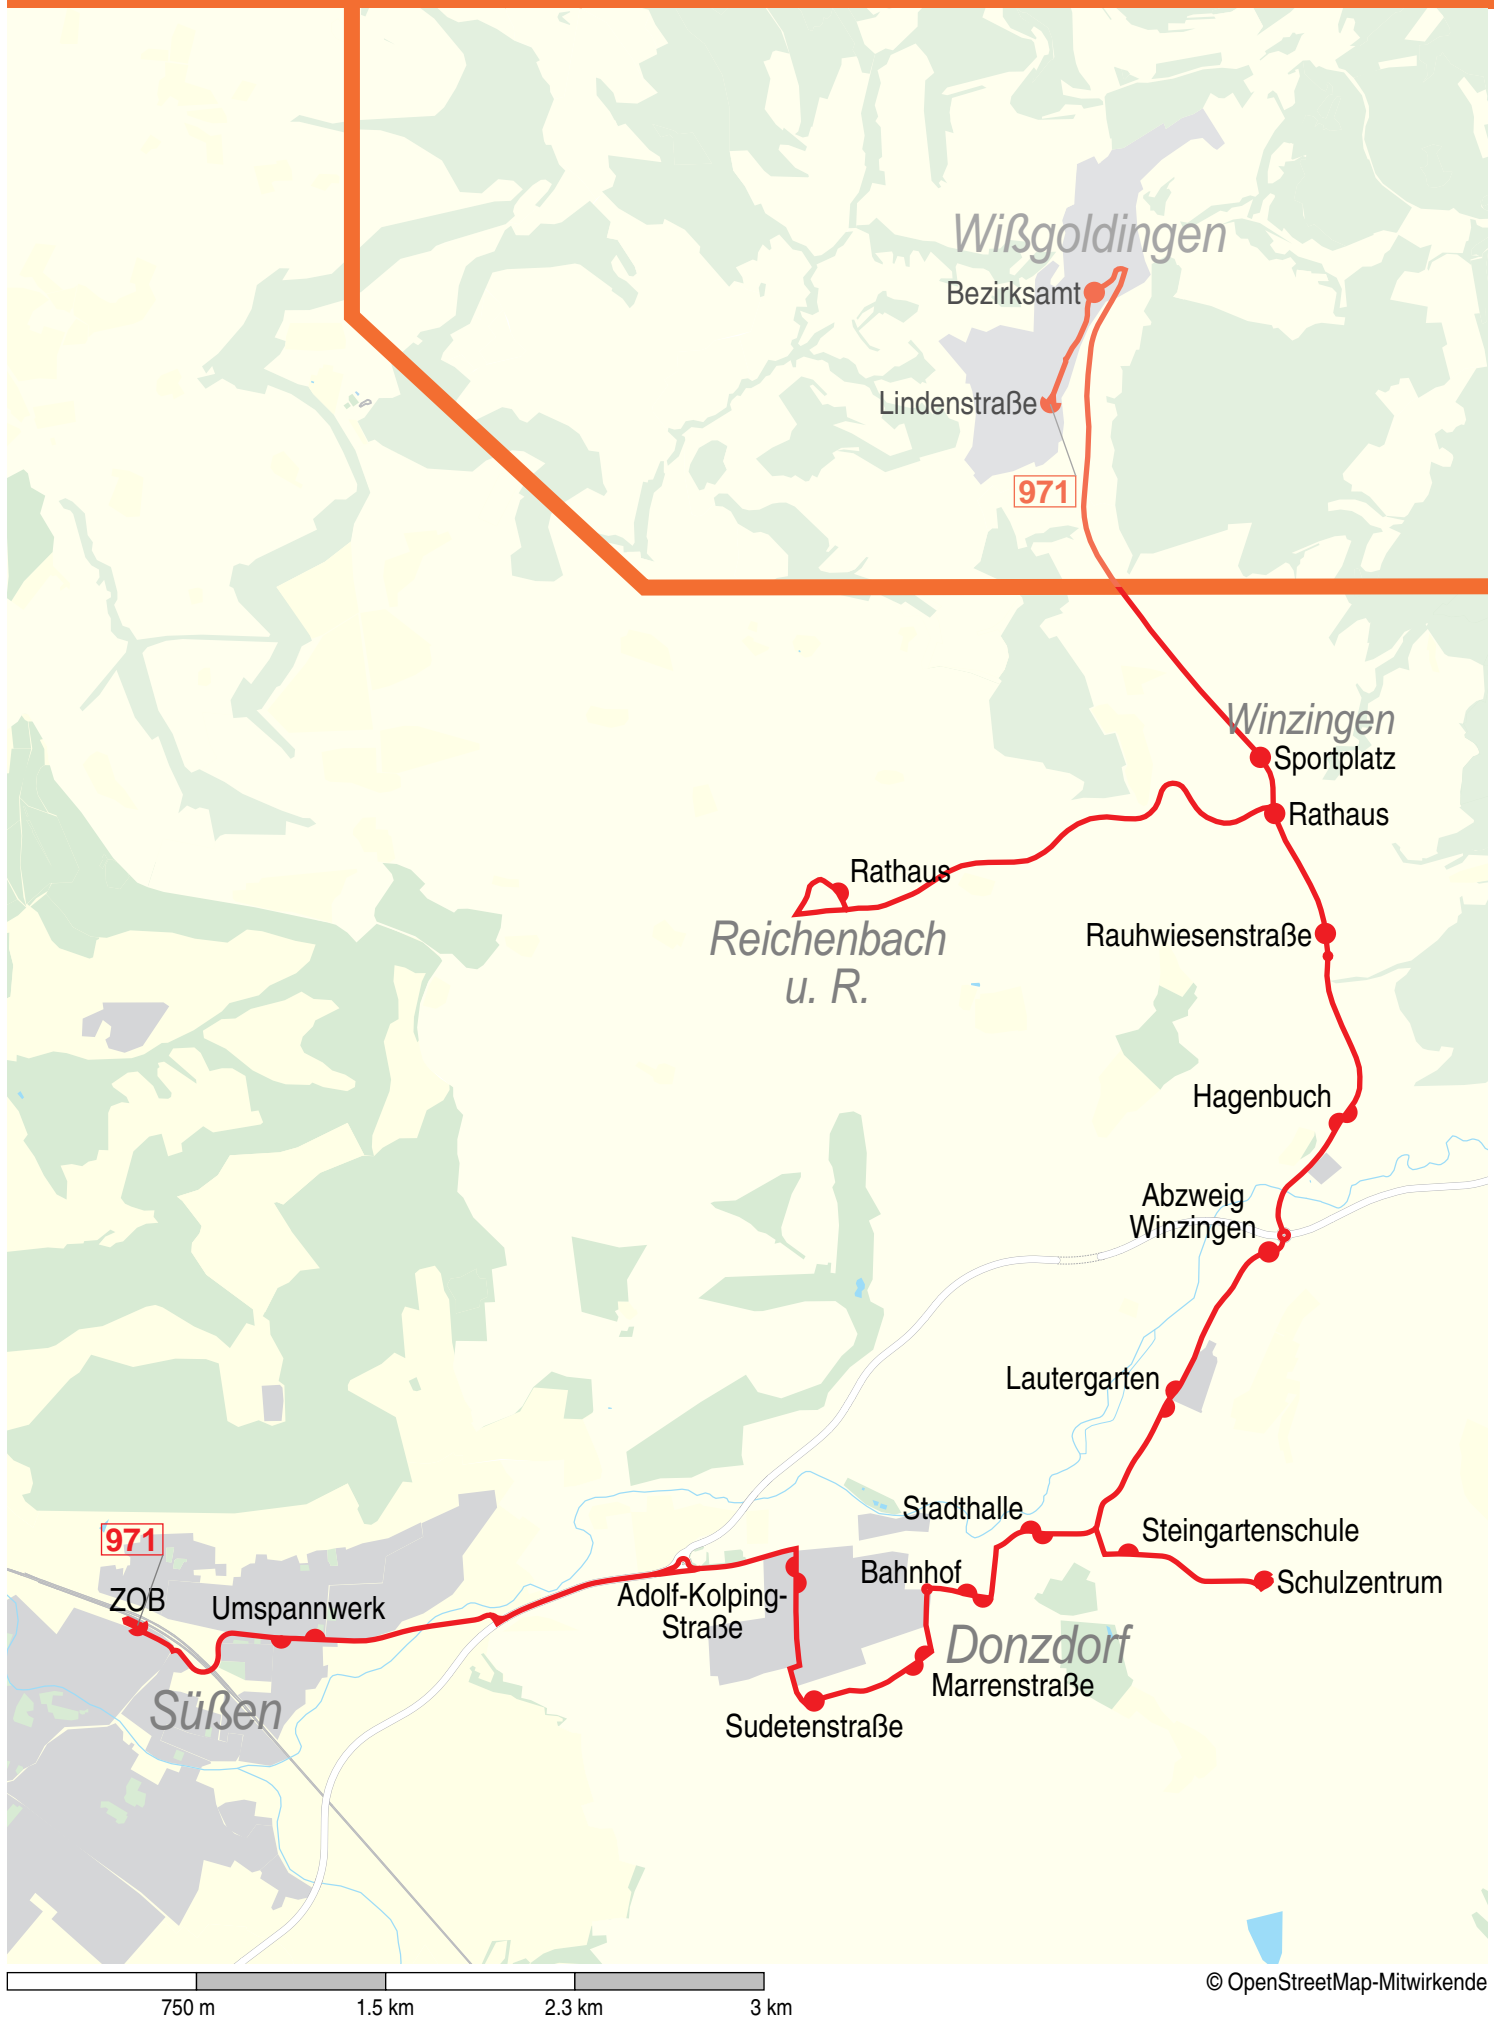 Wißgoldingen
Bezirksamt
Lindenstraße
971
Winzingen
Sportplatz
Rathaus
Rathaus
Reichenbach
u. R.
Rauhwiesenstraße
Hagenbuch
Abzweig
Winzingen
Lautergarten
Stadthalle
Steingartenschule
971
Bahnhof
Schulzentrum
ZOB
Umspannwerk
Adolf-Kolping-
Straße
Donzdorf
Marrenstraße
Süßen
Sudetenstraße
© OpenStreetMap-Mitwirkende
750 m
1.5 km
2.3 km
3 km